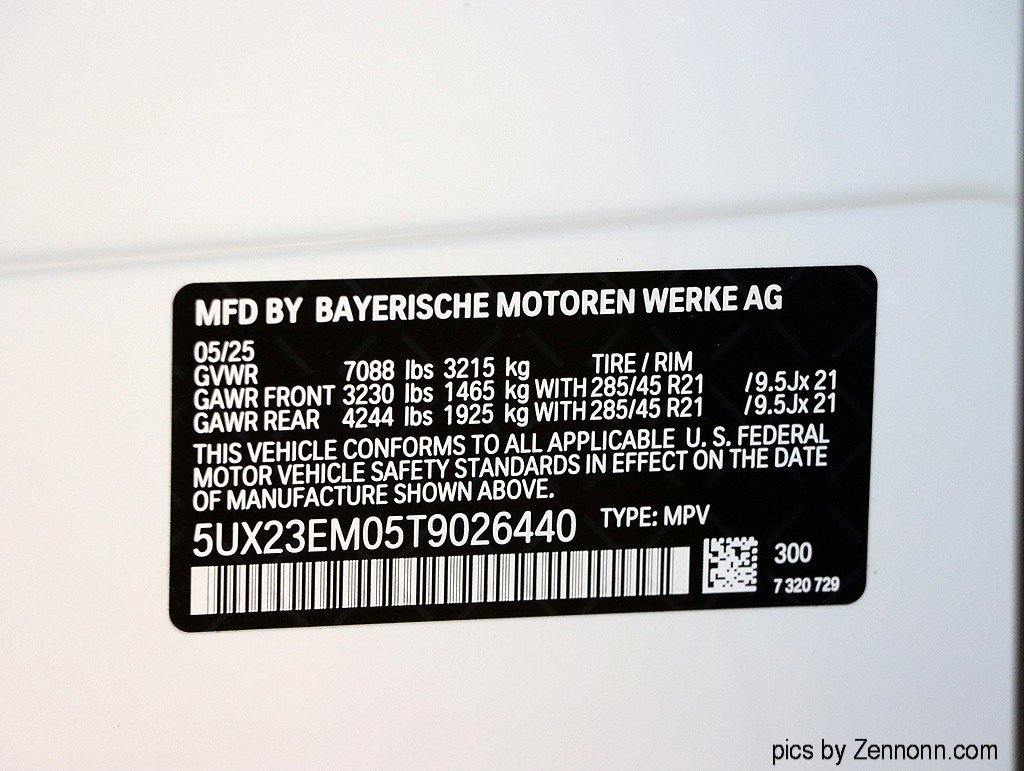 MFD BY BAYERISCHE MOTOREN WERKE AG
05/25
GVWR 7088 lbs 3215 kg TIRE / RIM
GAWR FRONT 3230 lbs 1465 kg WITH 285/45 R21 /9.5Jx 21
GAWR REAR 4244 lbs 1925 kg WITH 285/45 R21 /9.5Jx 21
THIS VEHICLE CONFORMS TO ALL APPLICABLE U. S. FEDERAL
MOTOR VEHICLE SAFETY STANDARDS IN EFFECT ON THE DATE
OF MANUFACTURE SHOWN ABOVE.
5UX23EM05T9026440 TYPE: MPV
300
7 320 729
pics by Zennonn.com